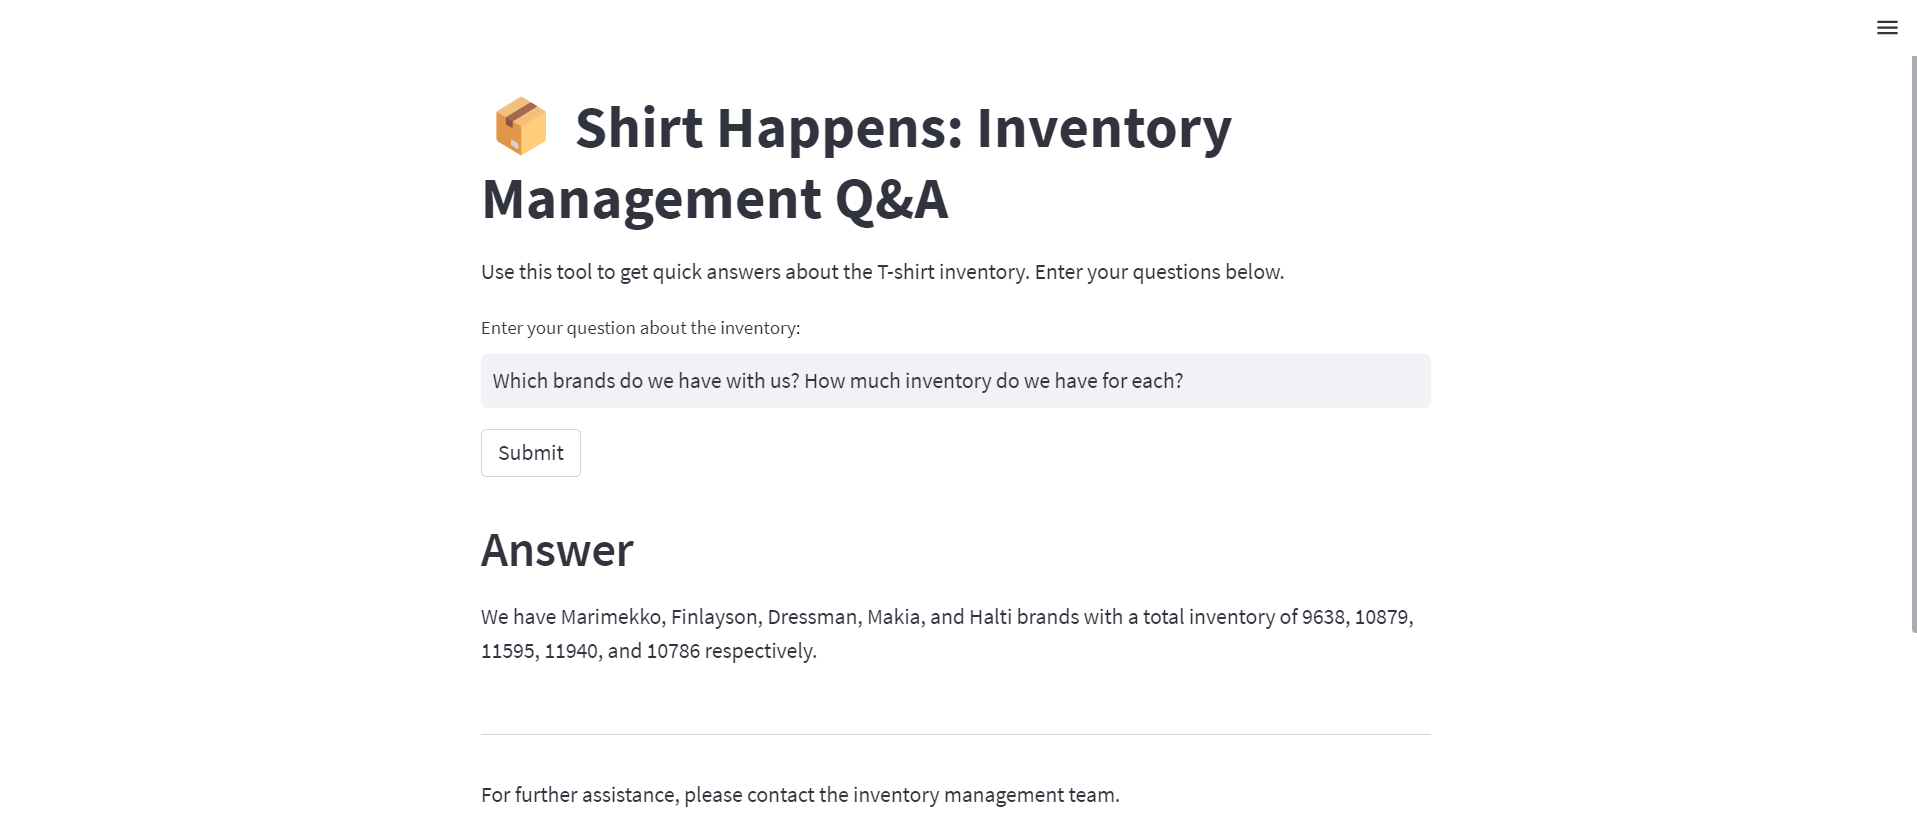 Shirt Happens: Inventory
Management Q&A
Use this tool to get quick answers about the T-shirt inventory. Enter your questions below.
Enter your question about the inventory:
Which brands do we have with us? How much inventory do we have for each?
Submit
Answer
We have Marimekko, Finlayson, Dressman, Makia, and Halti brands with a total inventory of 9638, 10879,
11595, 11940, and 10786 respectively.
For further assistance, please contact the inventory management team.